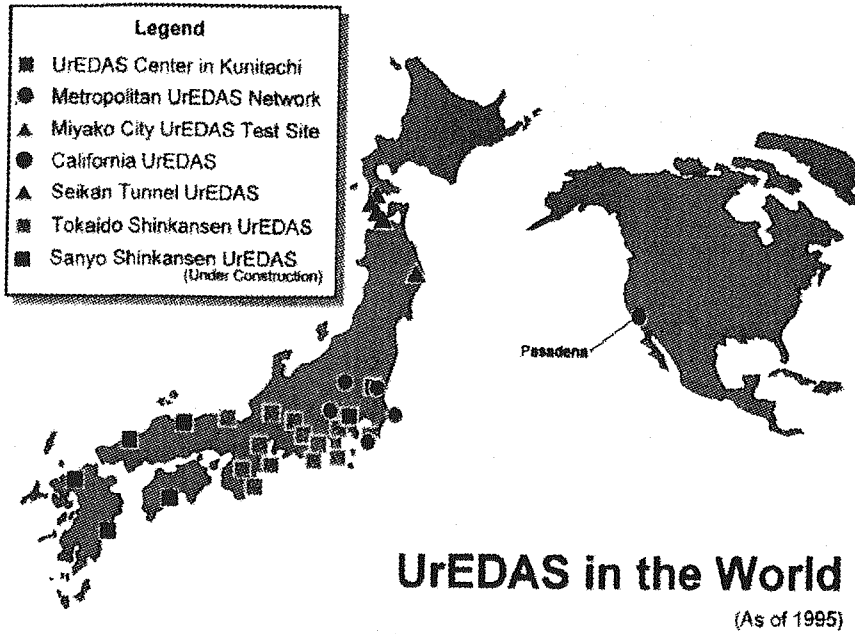 Legend
UrEDAS Center in Kunitachi
Metropolitan UrEDAS Network
Miyako City UrEDAS Test Site
California UrEDAS
Seikan Tunnel UrEDAS
Tokaido Shinkansen UrEDAS
Sanyo Shinkansen UrEDAS
(Under Construction)
Pasadena
UrEDAS in the World
(As of 1995)